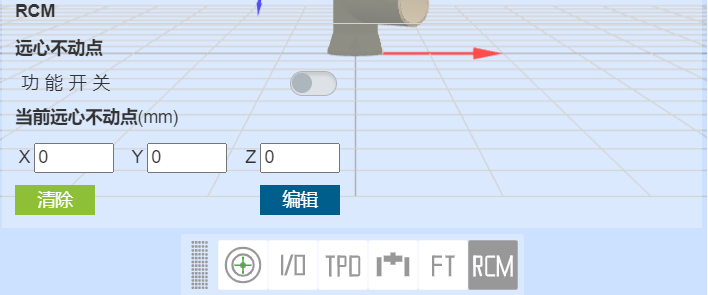 RCM
远心不动点
功能开关
当前远心不动点(mm)
X 0 Y 0 Z 0
清除 编辑
I/O TPD FT RCM